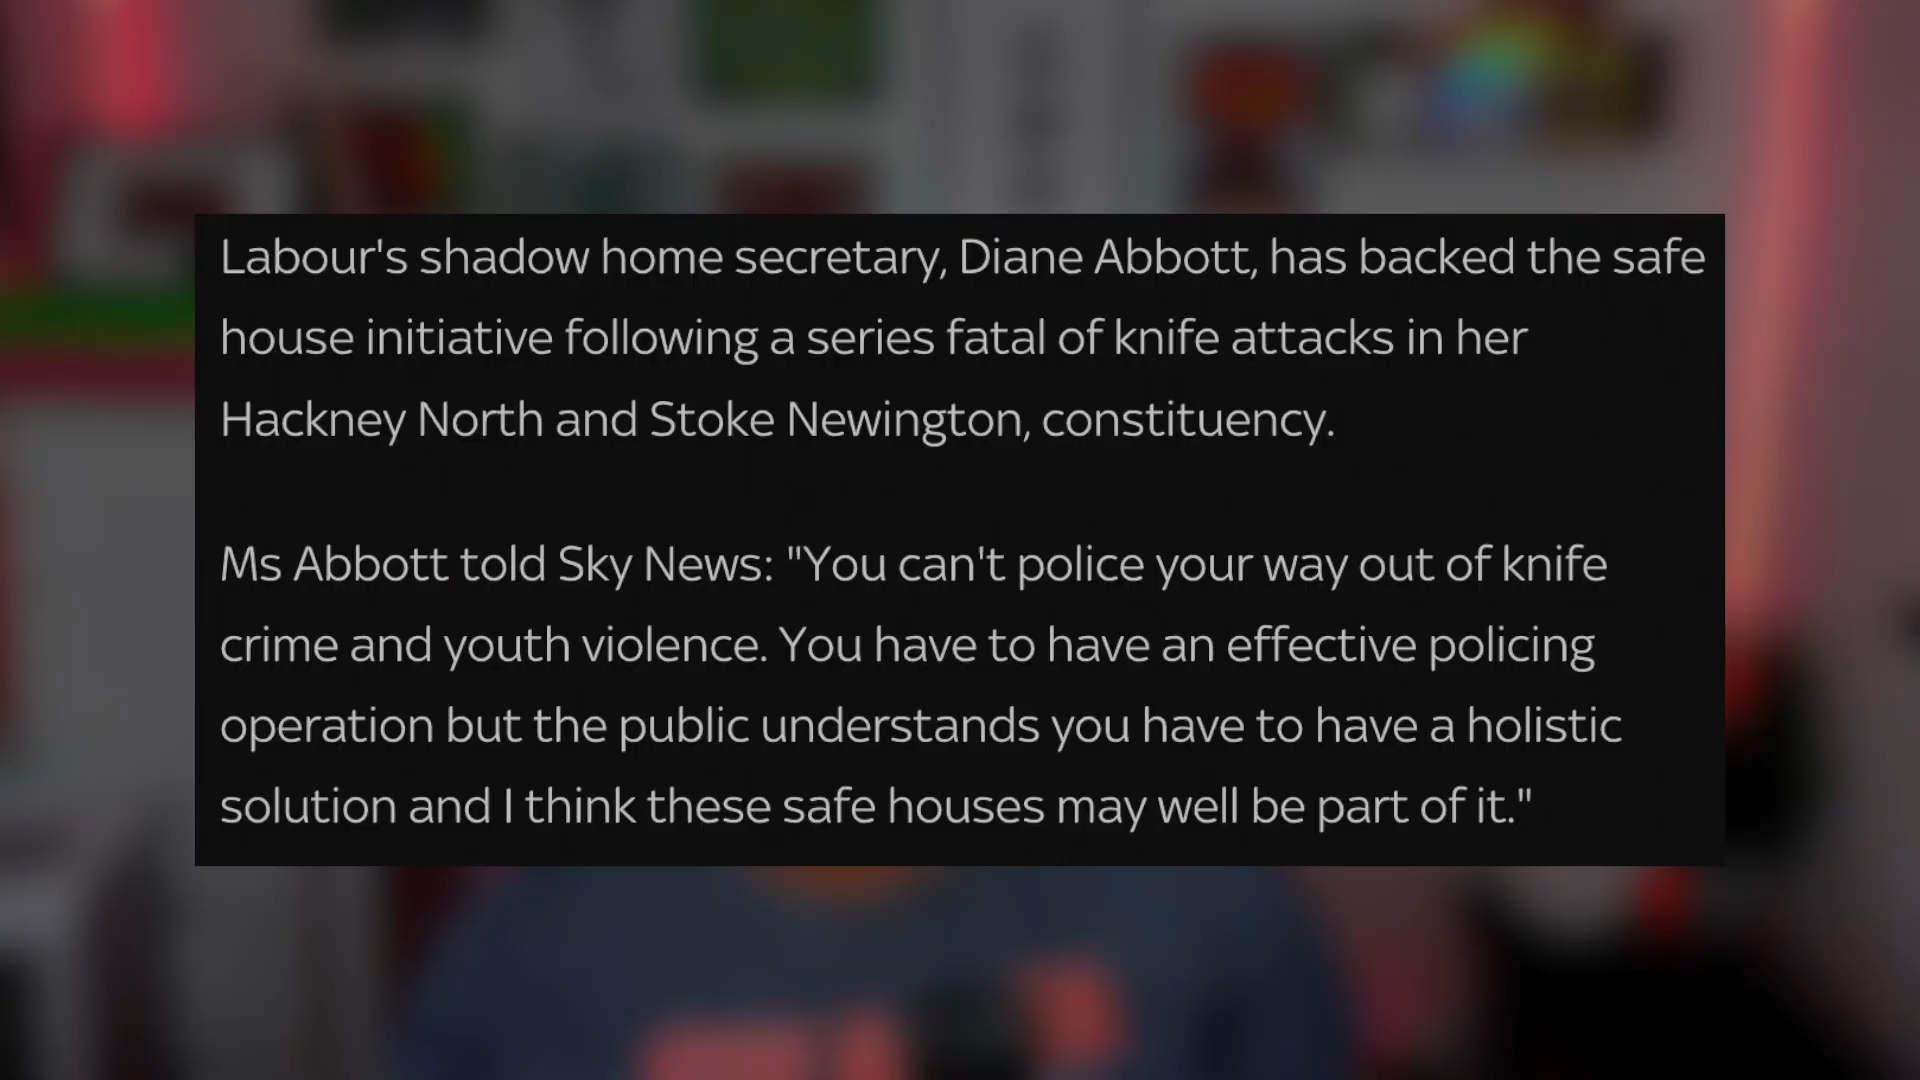 Labour's shadow home secretary, Diane Abbott, has backed the safe
house initiative following a series fatal of knife attacks in her
Hackney North and Stoke Newington, constituency.
Ms Abbott told Sky News: "You can't police your way out of knife
crime and youth violence. You have to have an effective policing
operation but the public understands you have to have a holistic
solution and I think these safe houses may well be part of it."